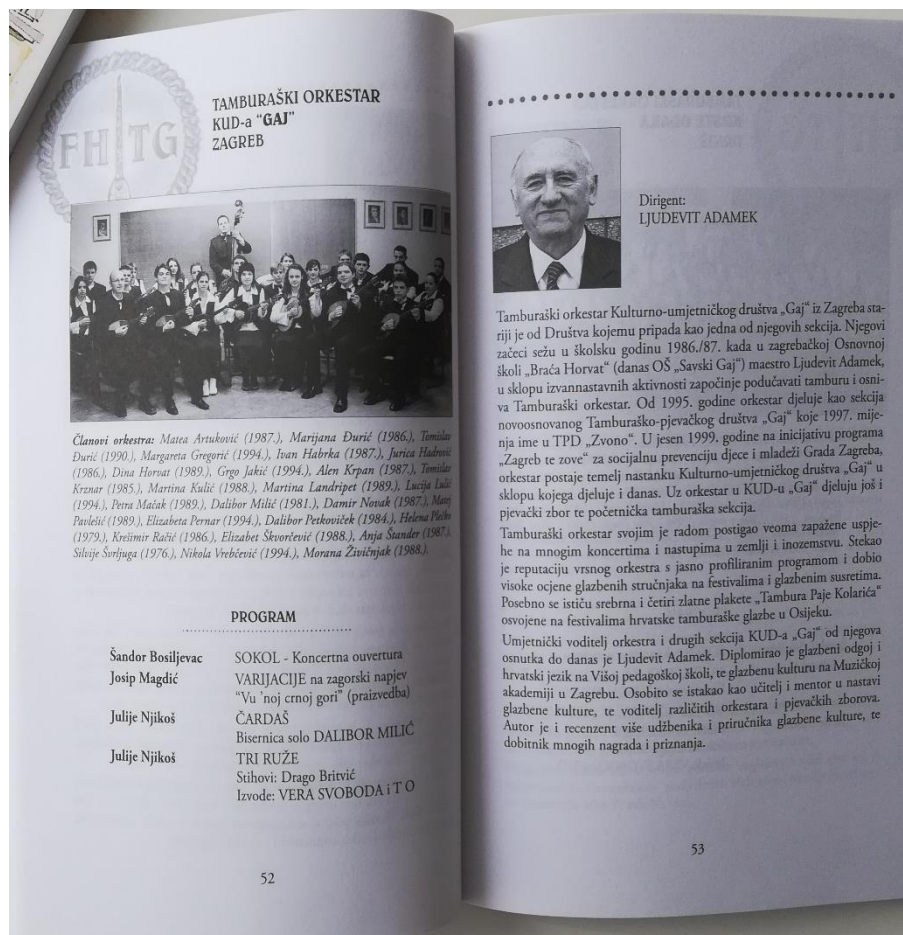 FH TG
TAMBURAŠKI ORKESTAR
KUD-a “GAJ”
ZAGREB
Članovi orkestra: Matea Artuković (1987.), Marijana Đurić (1986.), Tomislav
Đurić (1990.), Margareta Gregorić (1994.), Ivan Habrka (1987.), Jurica Hadrović
(1986.), Dina Horvat (1989.), Grgo Jakić (1994.), Alen Krpan (1987.), Tomislav
Krznar (1985.), Martina Kulić (1988.), Martina Landripet (1989.), Lucija Lulić
(1994.), Petra Mačak (1989.), Dalibor Milić (1981.), Damir Novak (1987.), Matej
Pavlešić (1989.), Elizabeta Pernar (1994.), Dalibor Petkoviček (1984.), Helena Plečko
(1979.), Krešimir Račić (1986.), Elizabet Škvorčević (1988.), Anja Štander (1987.),
Silvije Švrljuga (1976.), Nikola Vrebčević (1994.), Morana Živičnjak (1988.).
PROGRAM
Šandor Bosiljevac SOKOL - Koncertna ouvertura
Josip Magdić VARIJACIJE na zagorski napjev
“Vu 'noj crnoj gori” (praizvedba)
Julije Njikoš ČARDAŠ
Bisernica solo DALIBOR MILIĆ
Julije Njikoš TRI RUŽE
Stihovi: Drago Britvić
Izvode: VERA SVOBODA i T O
52
Dirigent:
LJUDEVIT ADAMEK
Tamburaški orkestar Kulturno-umjetničkog društva „Gaj“ iz Zagreba sta-
riji je od Društva kojemu pripada kao jedna od njegovih sekcija. Njegovi
začeci sežu u školsku godinu 1986./87. kada u zagrebačkoj Osnovnoj
školi „Braća Horvat“ (danas OŠ „Savski Gaj“) maestro Ljudevit Adamek,
u sklopu izvannastavnih aktivnosti započinje podučavati tamburu i osni-
va Tamburaški orkestar. Od 1995. godine orkestar djeluje kao sekcija
novoosnovanog Tamburaško-pjevačkog društva „Gaj“ koje 1997. mije-
nja ime u TPD „Zvono“. U jesen 1999. godine na inicijativu programa
„Zagreb te zove“ za socijalnu prevenciju djece i mladeži Grada Zagreba,
orkestar postaje temelj nastanku Kulturno-umjetničkog društva „Gaj“ u
sklopu kojega djeluje i danas. Uz orkestar u KUD-u „Gaj“ djeluju još i
pjevački zbor te početnička tamburaška sekcija.
Tamburaški orkestar svojim je radom postigao veoma zapažene uspje-
he na mnogim koncertima i nastupima u zemlji i inozemstvu. Stekao
je reputaciju vrsnog orkestra s jasno profiliranim programom i dobio
visoke ocjene glazbenih stručnjaka na festivalima i glazbenim susretima.
Posebno se ističu srebrna i četiri zlatne plakete „Tambura Paje Kolarića“
osvojene na festivalima hrvatske tamburaške glazbe u Osijeku.
Umjetnički voditelj orkestra i drugih sekcija KUD-a „Gaj“ od njegova
osnutka do danas je Ljudevit Adamek. Diplomirao je glazbeni odgoj i
hrvatski jezik na Višoj pedagoškoj školi, te glazbenu kulturu na Muzičkoj
akademiji u Zagrebu. Osobito se istakao kao učitelj i mentor u nastavi
glazbene kulture, te voditelj različitih orkestara i pjevačkih zborova.
Autor je i recenzent više udžbenika i priručnika glazbene kulture, te
dobitnik mnogih nagrada i priznanja.
53